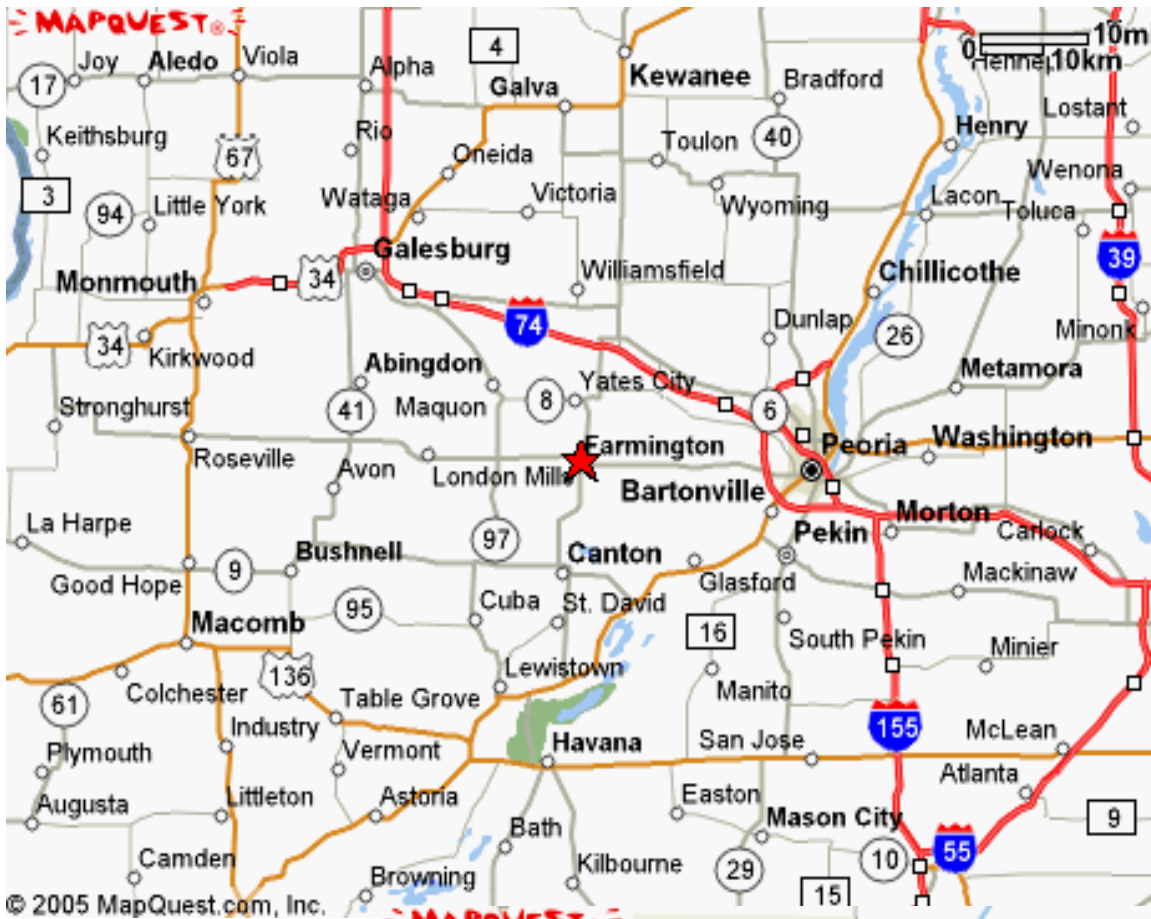 MAPQUEST®
10m
0
10km
Joy
Aledo
Viola
4
Alpha
Galva
Kewanee
Bradford
Hennep
17
Lostant
Keithsburg
67
Rio
Oneida
Toulon
40
Henry
Wenona
3
94
Little York
Wataga
Victoria
Wyoming
Lacon
Toluca
Galesburg
34
Williamsfield
Chillicothe
39
Monmouth
74
Dunlap
26
Minonk
34
Kirkwood
Abingdon
Yates City
Metamora
Stronghurst
41
Maquon
8
6
Roseville
Farmington
Peoria
Washington
Avon
London Mills
Bartonville
La Harpe
97
Pekin
Morton
Carlock
Good Hope
9
Bushnell
Canton
Glasford
Mackinaw
95
Cuba
St. David
Macomb
16
South Pekin
Minier
136
Lewistown
Colchester
Table Grove
Manito
61
Industry
155
McLean
Plymouth
Vermont
Havana
San Jose
Atlanta
Augusta
Littleton
Astoria
Easton
Mason City
9
Bath
Camden
Kilbourne
29
10
55
Browning
15
© 2005 MapQuest.com, Inc.